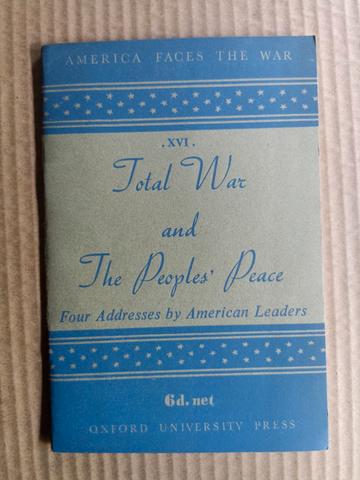 AMERICA FACES THE WAR
. XVI .
Total War
and
The Peoples' Peace
Four Addresses by American Leaders
6d. net
OXFORD UNIVERSITY PRESS